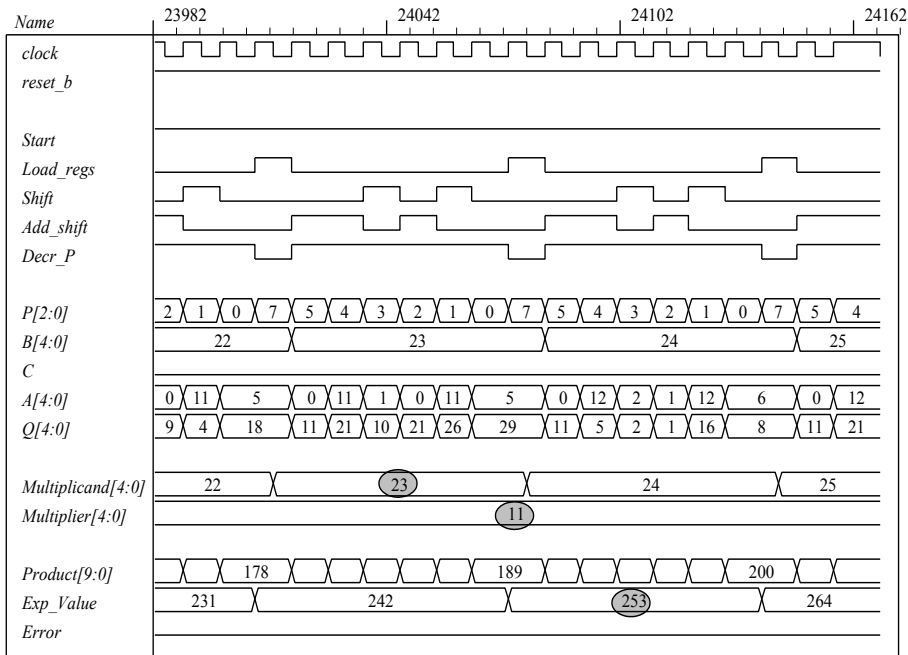 Name 23982 24042 24102 24162
clock
reset_b
Start
Load_regs
Shift
Add_shift
Decr_P
P[2:0] 2 1 0 7 5 4 3 2 1 0 7 5 4 3 2 1 0 7 5 4
B[4:0] 22 23 24 25
C
A[4:0] 0 11 5 0 11 1 0 11 5 0 12 2 1 12 6 0 12
Q[4:0] 9 4 18 11 21 10 21 26 29 11 5 2 1 16 8 11 21
Multiplicand[4:0] 22 23 24 25
Multiplier[4:0] 11
Product[9:0] 178 189 200
Exp_Value 231 242 253 264
Error